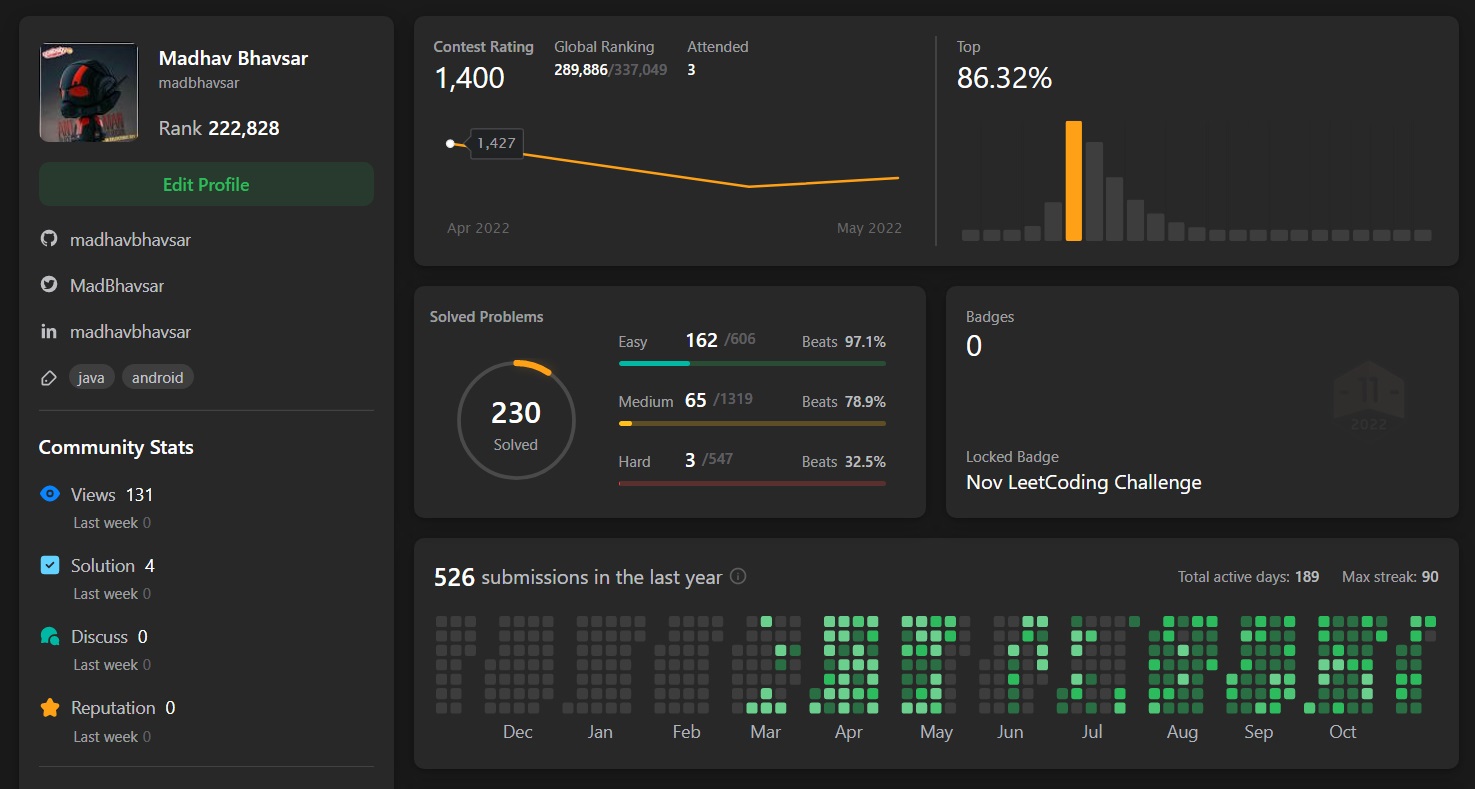 Madhav Bhavsar
madbhavsar
Rank 222,828
Edit Profile
madhavbhavsar
MadBhavsar
madhavbhavsar
java android
Community Stats
Views 131
Last week 0
Solution 4
Last week 0
Discuss 0
Last week 0
Reputation 0
Last week 0
Contest Rating
1,400
Global Ranking
289,886/337,049
Attended
3
1,427
Apr 2022 May 2022
Top
86.32%
Solved Problems
230
Solved
Easy 162 /606 Beats 97.1%
Medium 65 /1319 Beats 78.9%
Hard 3 /547 Beats 32.5%
Badges
0
11
2022
Locked Badge
Nov LeetCoding Challenge
526 submissions in the last year
Total active days: 189 Max streak: 90
Dec Jan Feb Mar Apr May Jun Jul Aug Sep Oct